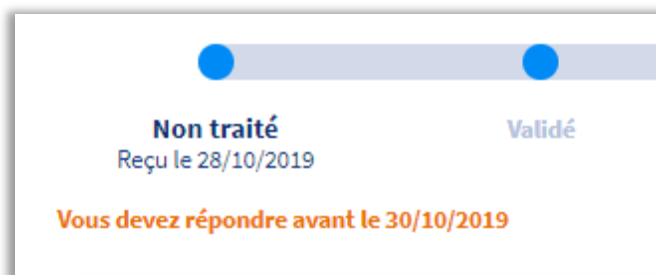 Non traité
Validé
Reçu le 28/10/2019
Vous devez répondre avant le 30/10/2019